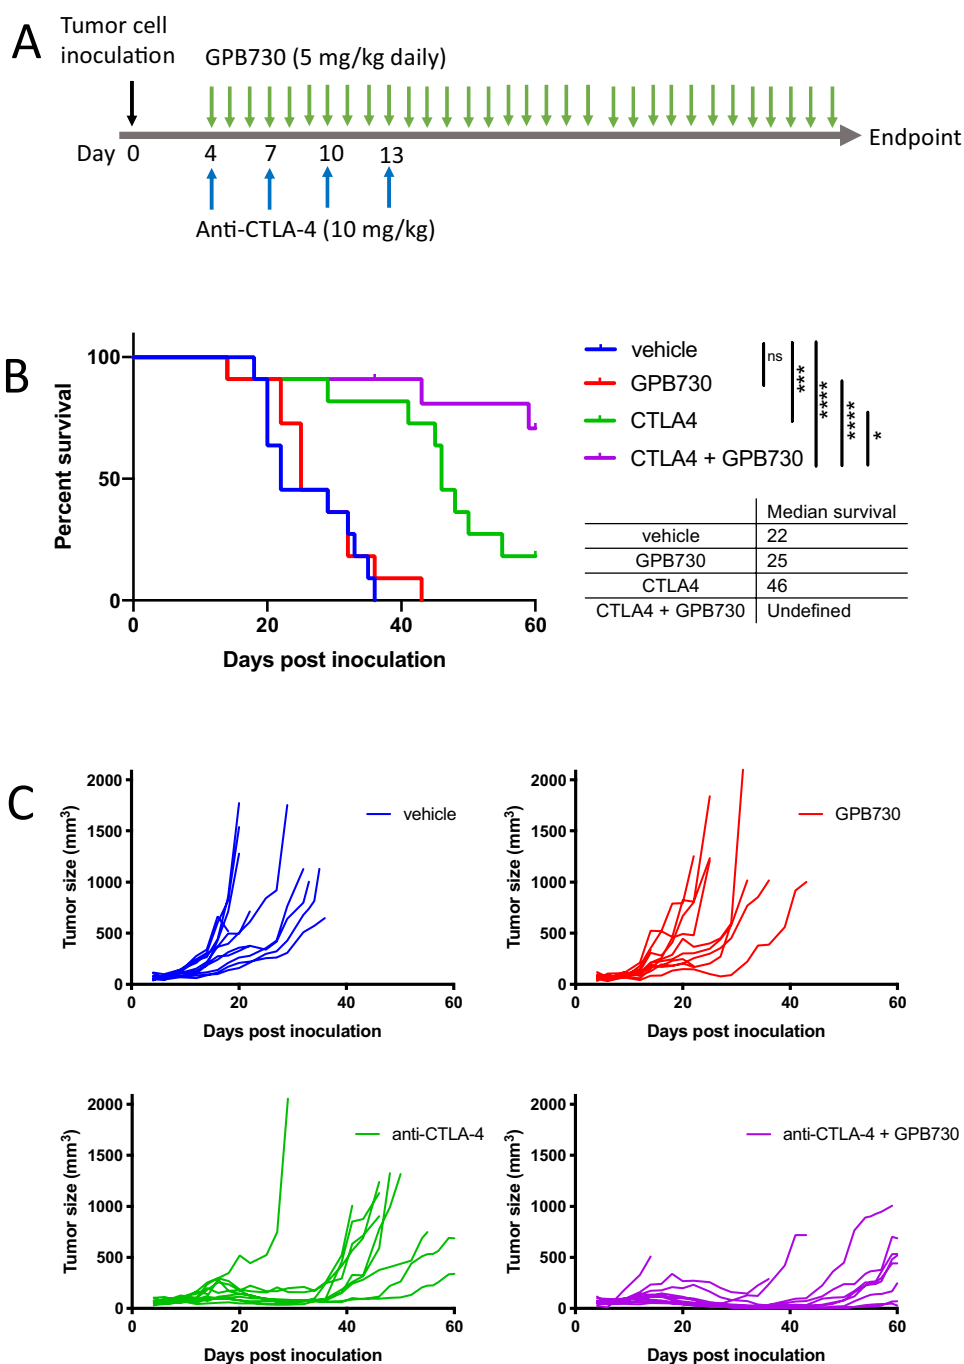 A
Tumor cell
inoculation
GPB730 (5 mg/kg daily)
Endpoint
Day 0 4 7 10 13
Anti-CTLA-4 (10 mg/kg)
B
Percent survival
100
50
0
0 20 40 60
Days post inoculation
vehicle
GPB730
CTLA4
CTLA4 + GPB730
ns
***
****
****
*
Median survival
vehicle 22
GPB730 25
CTLA4 46
CTLA4 + GPB730 Undefined
C
Tumor size (mm³)
2000
1500
1000
500
0
0 20 40 60
Days post inoculation
vehicle
Tumor size (mm³)
2000
1500
1000
500
0
0 20 40 60
Days post inoculation
GPB730
Tumor size (mm³)
2000
1500
1000
500
0
0 20 40 60
Days post inoculation
anti-CTLA-4
Tumor size (mm³)
2000
1500
1000
500
0
0 20 40 60
Days post inoculation
anti-CTLA-4 + GPB730